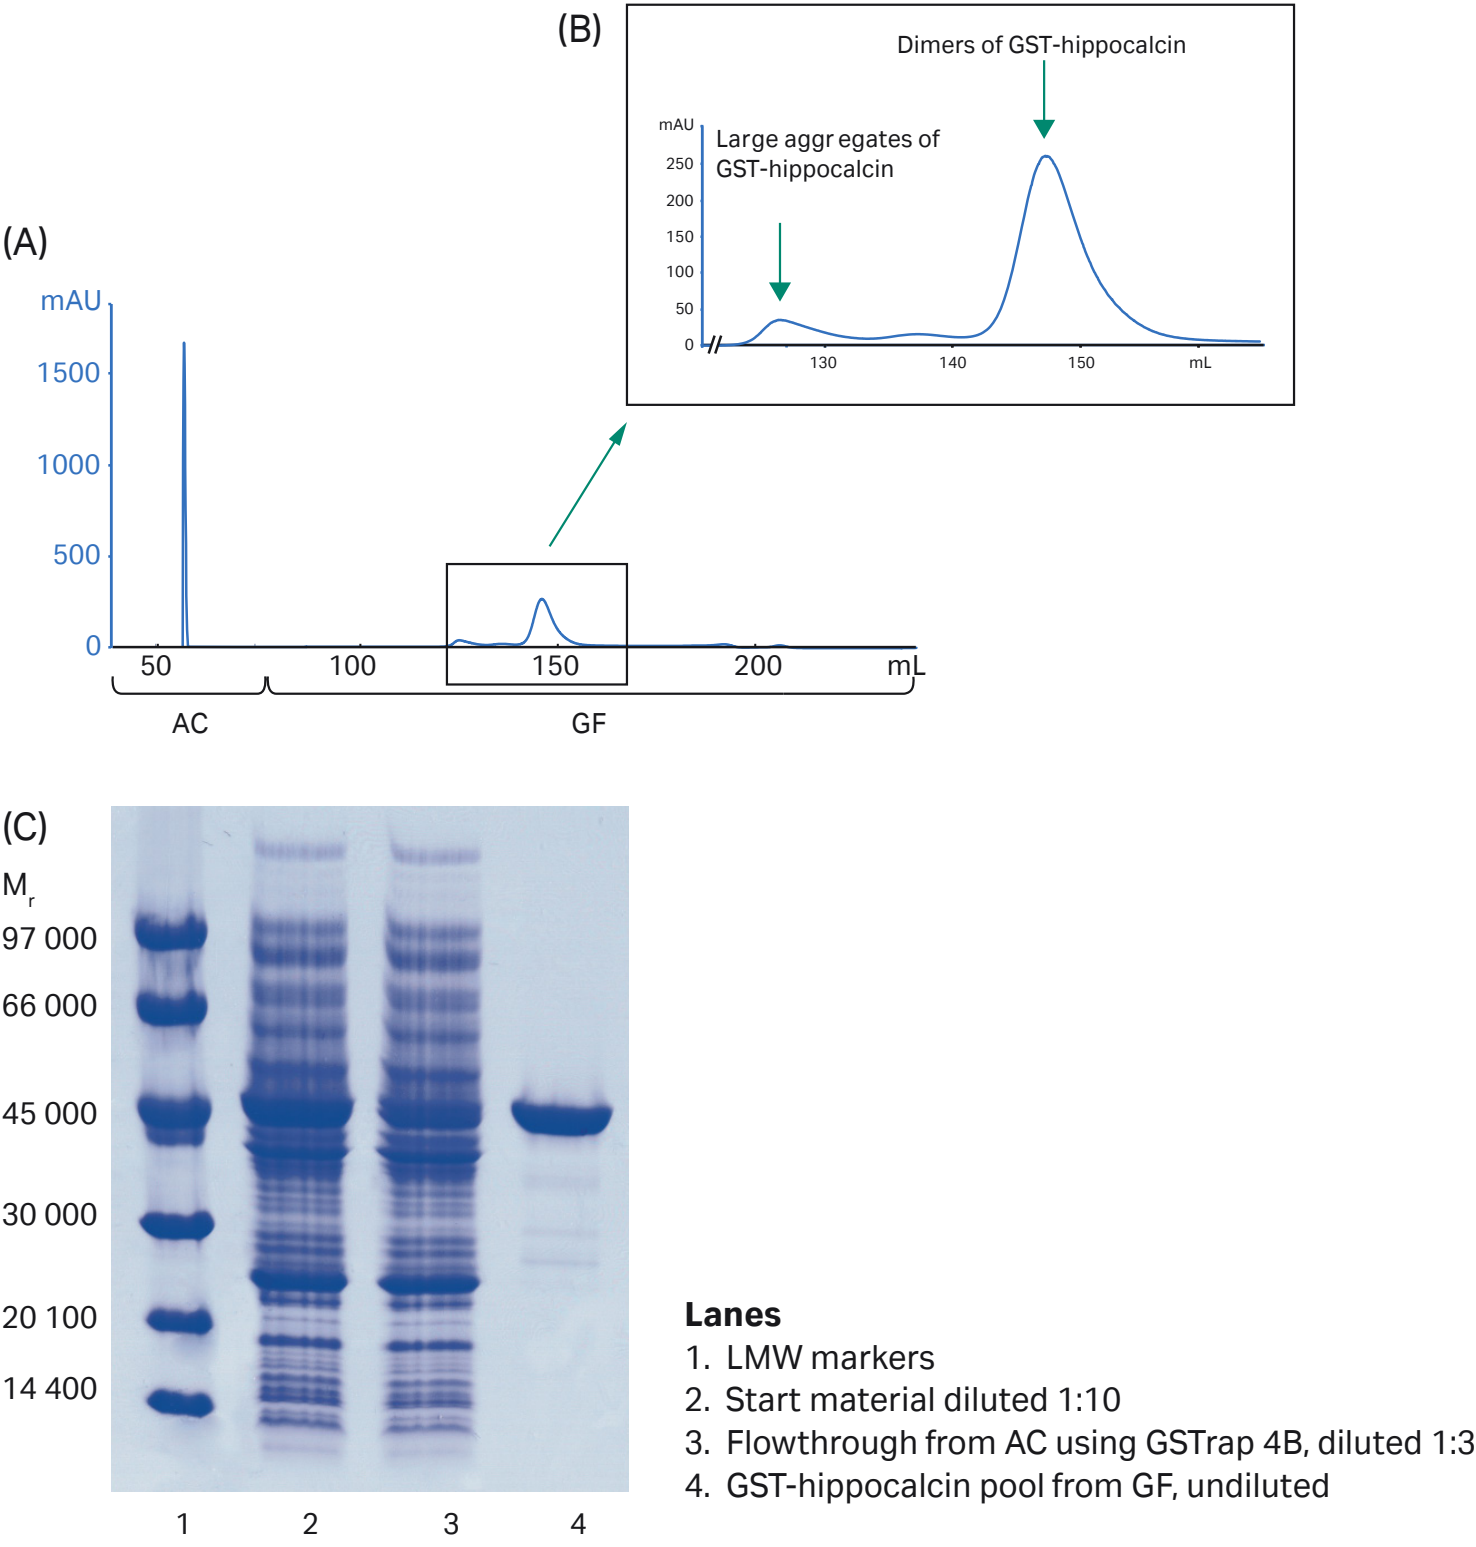 (B)
Dimers of GST-hippocalcin
mAU
Large aggr egates of
GST-hippocalcin
250
200
150
100
50
0
130 140 150 mL
(A)
mAU
1500
1000
500
0
50 100 150 200 mL
AC GF
(C)
Mr
97 000
66 000
45 000
30 000
20 100
14 400
1 2 3 4
Lanes
1. LMW markers
2. Start material diluted 1:10
3. Flowthrough from AC using GSTrap 4B, diluted 1:3
4. GST-hippocalcin pool from GF, undiluted